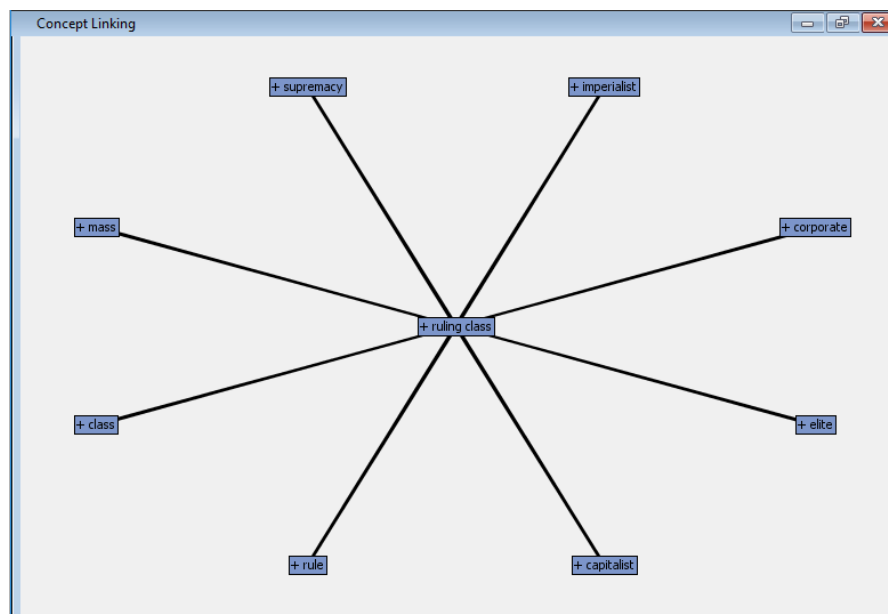 Concept Linking
+ supremacy
+ imperialist
+ mass
+ corporate
+ ruling class
+ class
+ elite
+ rule
+ capitalist